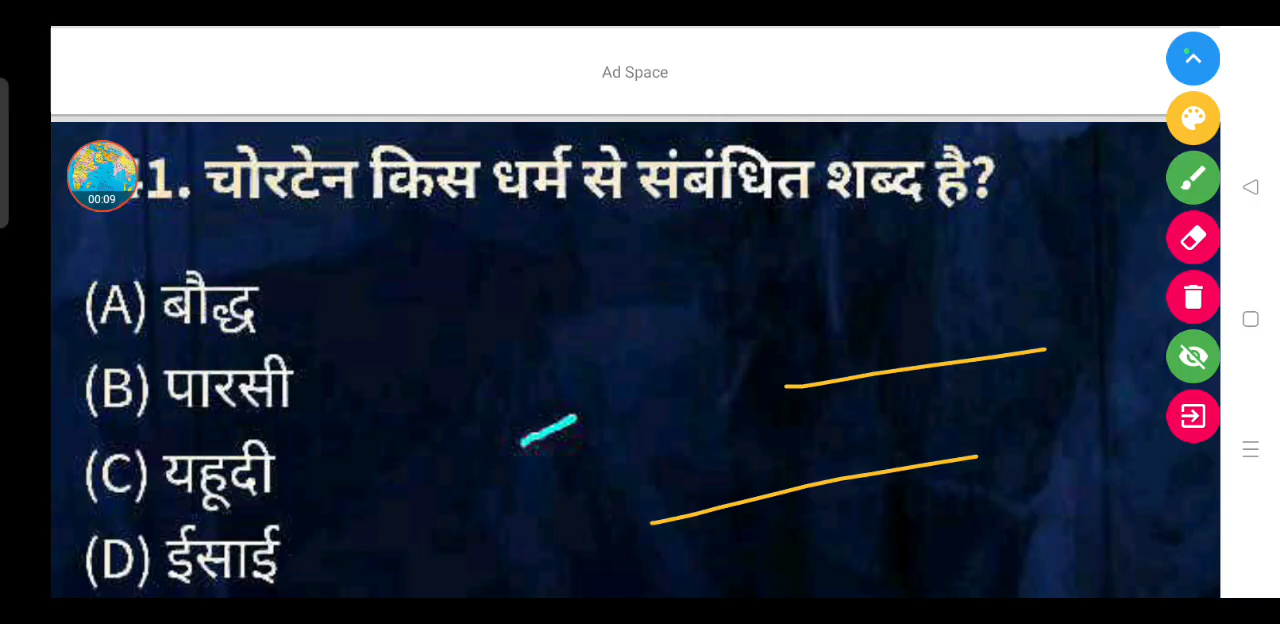 Ad Space
.1. चोरटेन किस धर्म से संबंधित शब्द है?
00:09
(A) बौद्ध
(B) पारसी
(C) यहूदी
(D) ईसाई